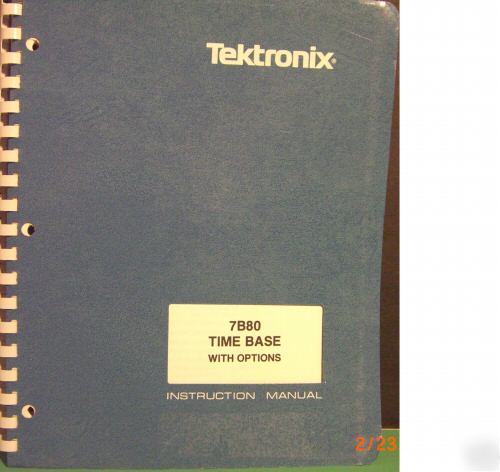 Tektronix®
7B80
TIME BASE
WITH OPTIONS
INSTRUCTION MANUAL
2/23